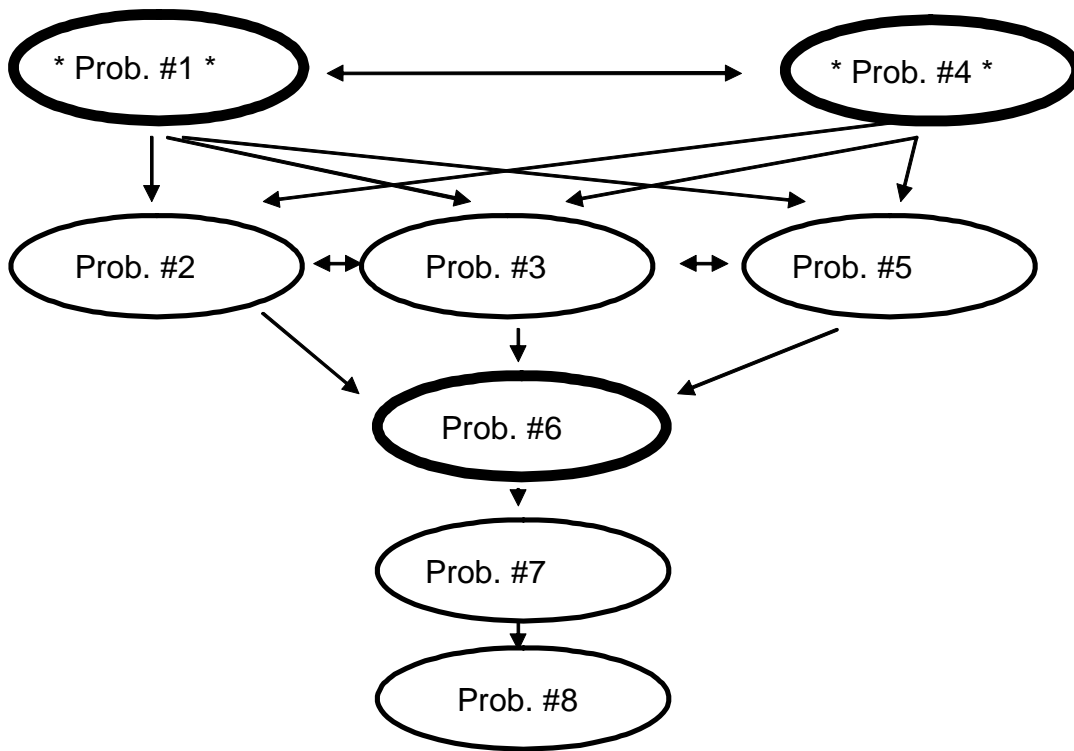 * Prob. #1 *
* Prob. #4 *
Prob. #2
Prob. #3
Prob. #5
Prob. #6
Prob. #7
Prob. #8